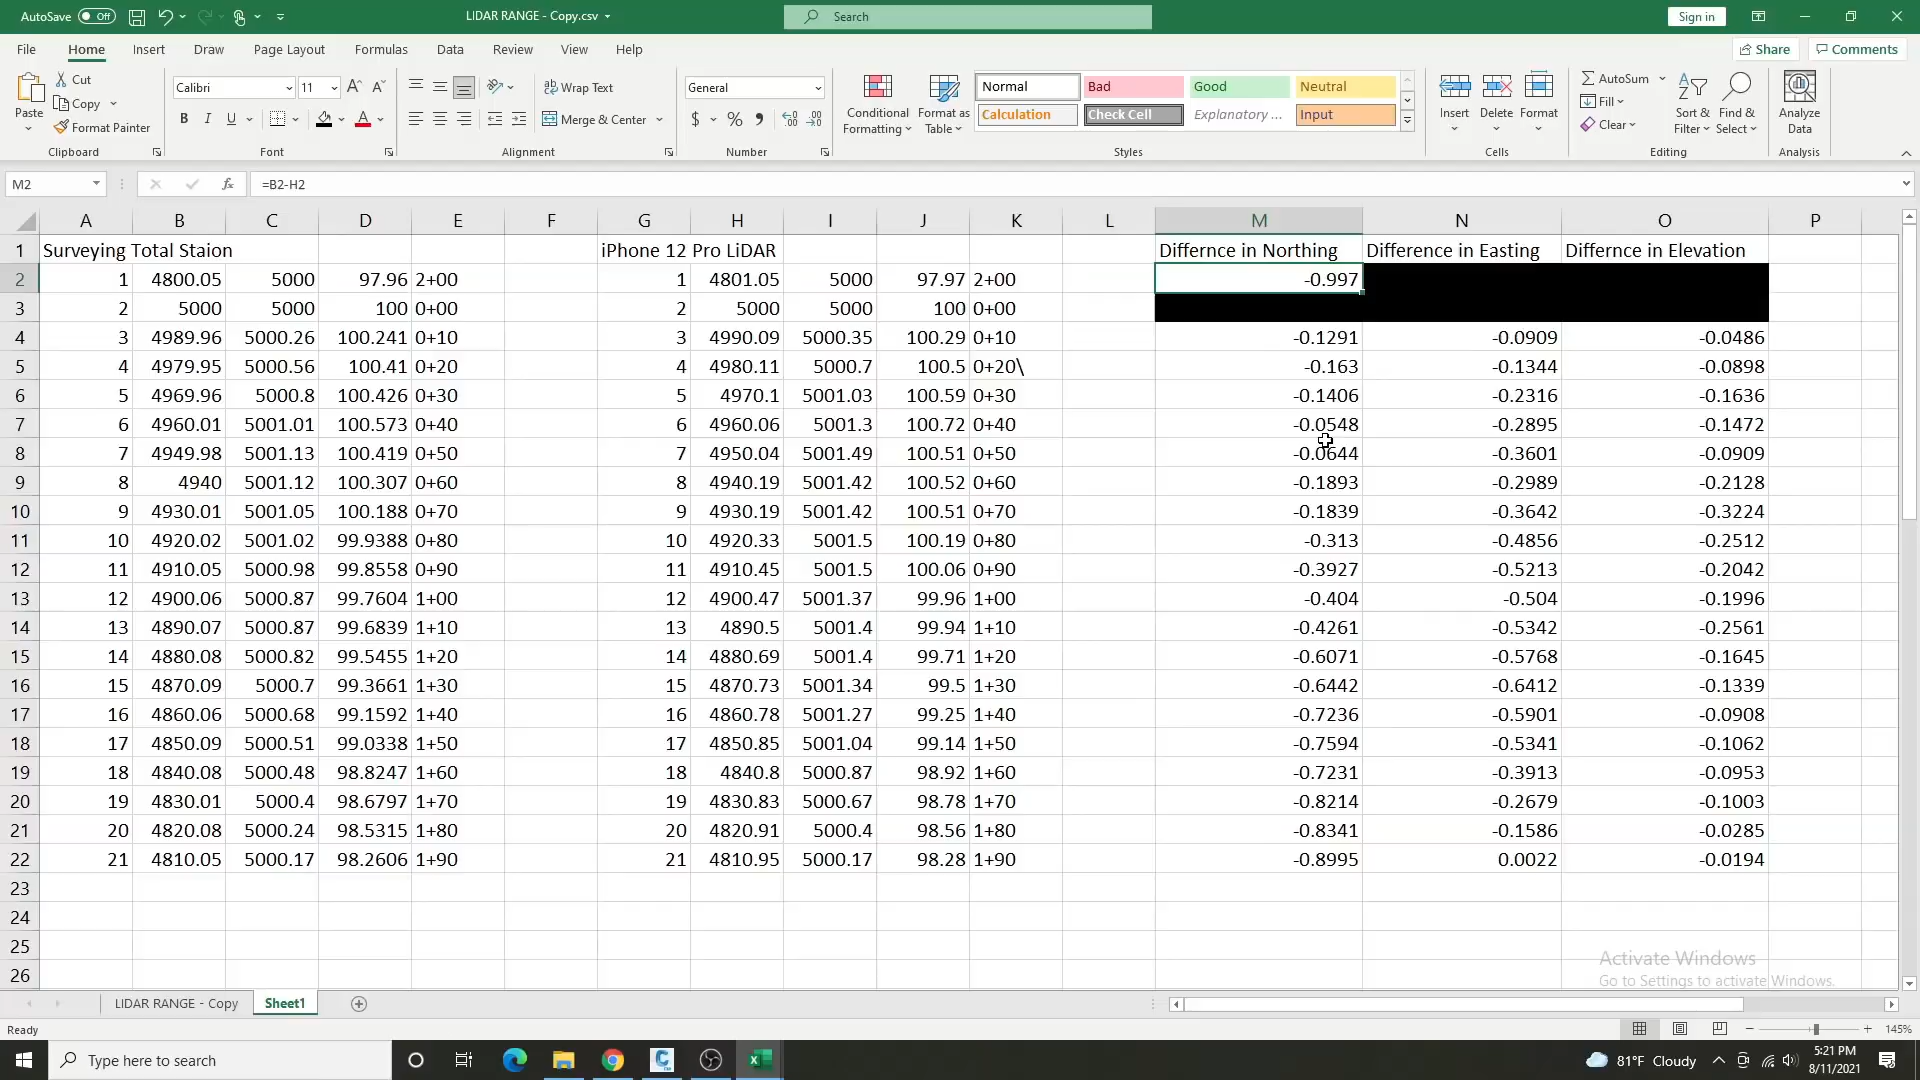 AutoSave Off LIDAR RANGE - Copy.csv Search Sign in
File Home Insert Draw Page Layout Formulas Data Review View Help Share Comments
Paste Cut Calibri 11 Wrap Text General Conditional Formatting Format as Table Normal Bad Good Neutral Insert Delete Format AutoSum Sort & Filter Find & Select Analyze Data
Copy Merge & Center $ % Calculation Check Cell Explanatory ... Input Fill
Format Painter B I U Clear
Clipboard Font Alignment Number Styles Cells Editing Analysis
M2 fx =B2-H2
A B C D E F G H I J K L M N O P
1 Surveying Total Staion iPhone 12 Pro LiDAR Differnce in Northing Difference in Easting Differnce in Elevation
2 1 4800.05 5000 97.96 2+00 1 4801.05 5000 97.97 2+00 -0.997
3 2 5000 5000 100 0+00 2 5000 5000 100 0+00
4 3 4989.96 5000.26 100.241 0+10 3 4990.09 5000.35 100.29 0+10 -0.1291 -0.0909 -0.0486
5 4 4979.95 5000.56 100.41 0+20 4 4980.11 5000.7 100.5 0+20\ -0.163 -0.1344 -0.0898
6 5 4969.96 5000.8 100.426 0+30 5 4970.1 5001.03 100.59 0+30 -0.1406 -0.2316 -0.1636
7 6 4960.01 5001.01 100.573 0+40 6 4960.06 5001.3 100.72 0+40 -0.0548 -0.2895 -0.1472
8 7 4949.98 5001.13 100.419 0+50 7 4950.04 5001.49 100.51 0+50 -0.0644 -0.3601 -0.0909
9 8 4940 5001.12 100.307 0+60 8 4940.19 5001.42 100.52 0+60 -0.1893 -0.2989 -0.2128
10 9 4930.01 5001.05 100.188 0+70 9 4930.19 5001.42 100.51 0+70 -0.1839 -0.3642 -0.3224
11 10 4920.02 5001.02 99.9388 0+80 10 4920.33 5001.5 100.19 0+80 -0.313 -0.4856 -0.2512
12 11 4910.05 5000.98 99.8558 0+90 11 4910.45 5001.5 100.06 0+90 -0.3927 -0.5213 -0.2042
13 12 4900.06 5000.87 99.7604 1+00 12 4900.47 5001.37 99.96 1+00 -0.404 -0.504 -0.1996
14 13 4890.07 5000.87 99.6839 1+10 13 4890.5 5001.4 99.94 1+10 -0.4261 -0.5342 -0.2561
15 14 4880.08 5000.82 99.5455 1+20 14 4880.69 5001.4 99.71 1+20 -0.6071 -0.5768 -0.1645
16 15 4870.09 5000.7 99.3661 1+30 15 4870.73 5001.34 99.5 1+30 -0.6442 -0.6412 -0.1339
17 16 4860.06 5000.68 99.1592 1+40 16 4860.78 5001.27 99.25 1+40 -0.7236 -0.5901 -0.0908
18 17 4850.09 5000.51 99.0338 1+50 17 4850.85 5001.04 99.14 1+50 -0.7594 -0.5341 -0.1062
19 18 4840.08 5000.48 98.8247 1+60 18 4840.8 5000.87 98.92 1+60 -0.7231 -0.3913 -0.0953
20 19 4830.01 5000.4 98.6797 1+70 19 4830.83 5000.67 98.78 1+70 -0.8214 -0.2679 -0.1003
21 20 4820.08 5000.24 98.5315 1+80 20 4820.91 5000.4 98.56 1+80 -0.8341 -0.1586 -0.0285
22 21 4810.05 5000.17 98.2606 1+90 21 4810.95 5000.17 98.28 1+90 -0.8995 0.0022 -0.0194
23
24
25
26
Activate Windows
Go to Settings to activate Windows.
LIDAR RANGE - Copy Sheet1
Ready 145%
Type here to search 81°F Cloudy 5:21 PM
8/11/2021